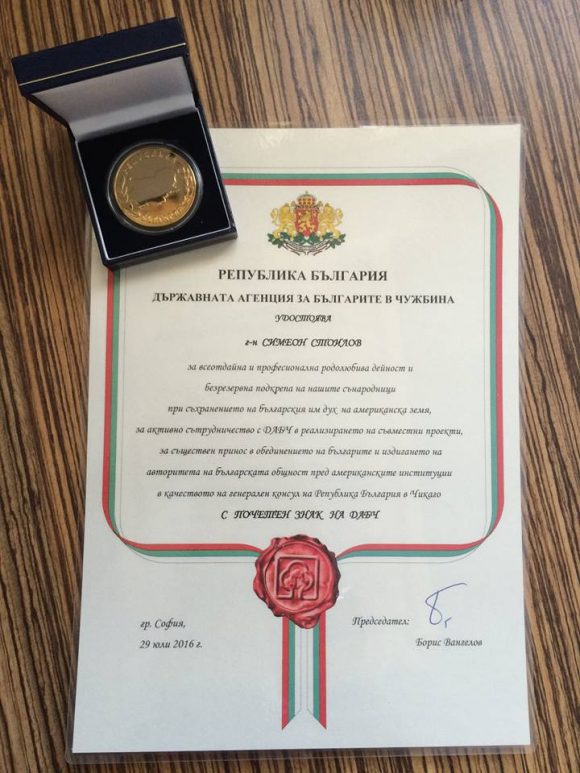 РЕПУБЛИКА БЪЛГАРИЯ
ДЪРЖАВНАТА АГЕНЦИЯ ЗА БЪЛГАРИТЕ В ЧУЖБИНА
УДОСТОЯВА
г-н СИМЕОН СТОИЛОВ
за всеотдайна и професионална родолюбива дейност и
безрезервна подкрепа на нашите сънародници
при съхранението на българския им дух на американска земя,
за активно сътрудничество с ДАБЧ в реализирането на съвместни проекти,
за съществен принос в обединението на българите и издигането на
авторитета на българската общност пред американските институции
в качеството на генерален консул на Република България в Чикаго
С ПОЧЕТЕН ЗНАК НА ДАБЧ
гр. София,
29 юли 2016 г.
Председател:
Борис Вангелов